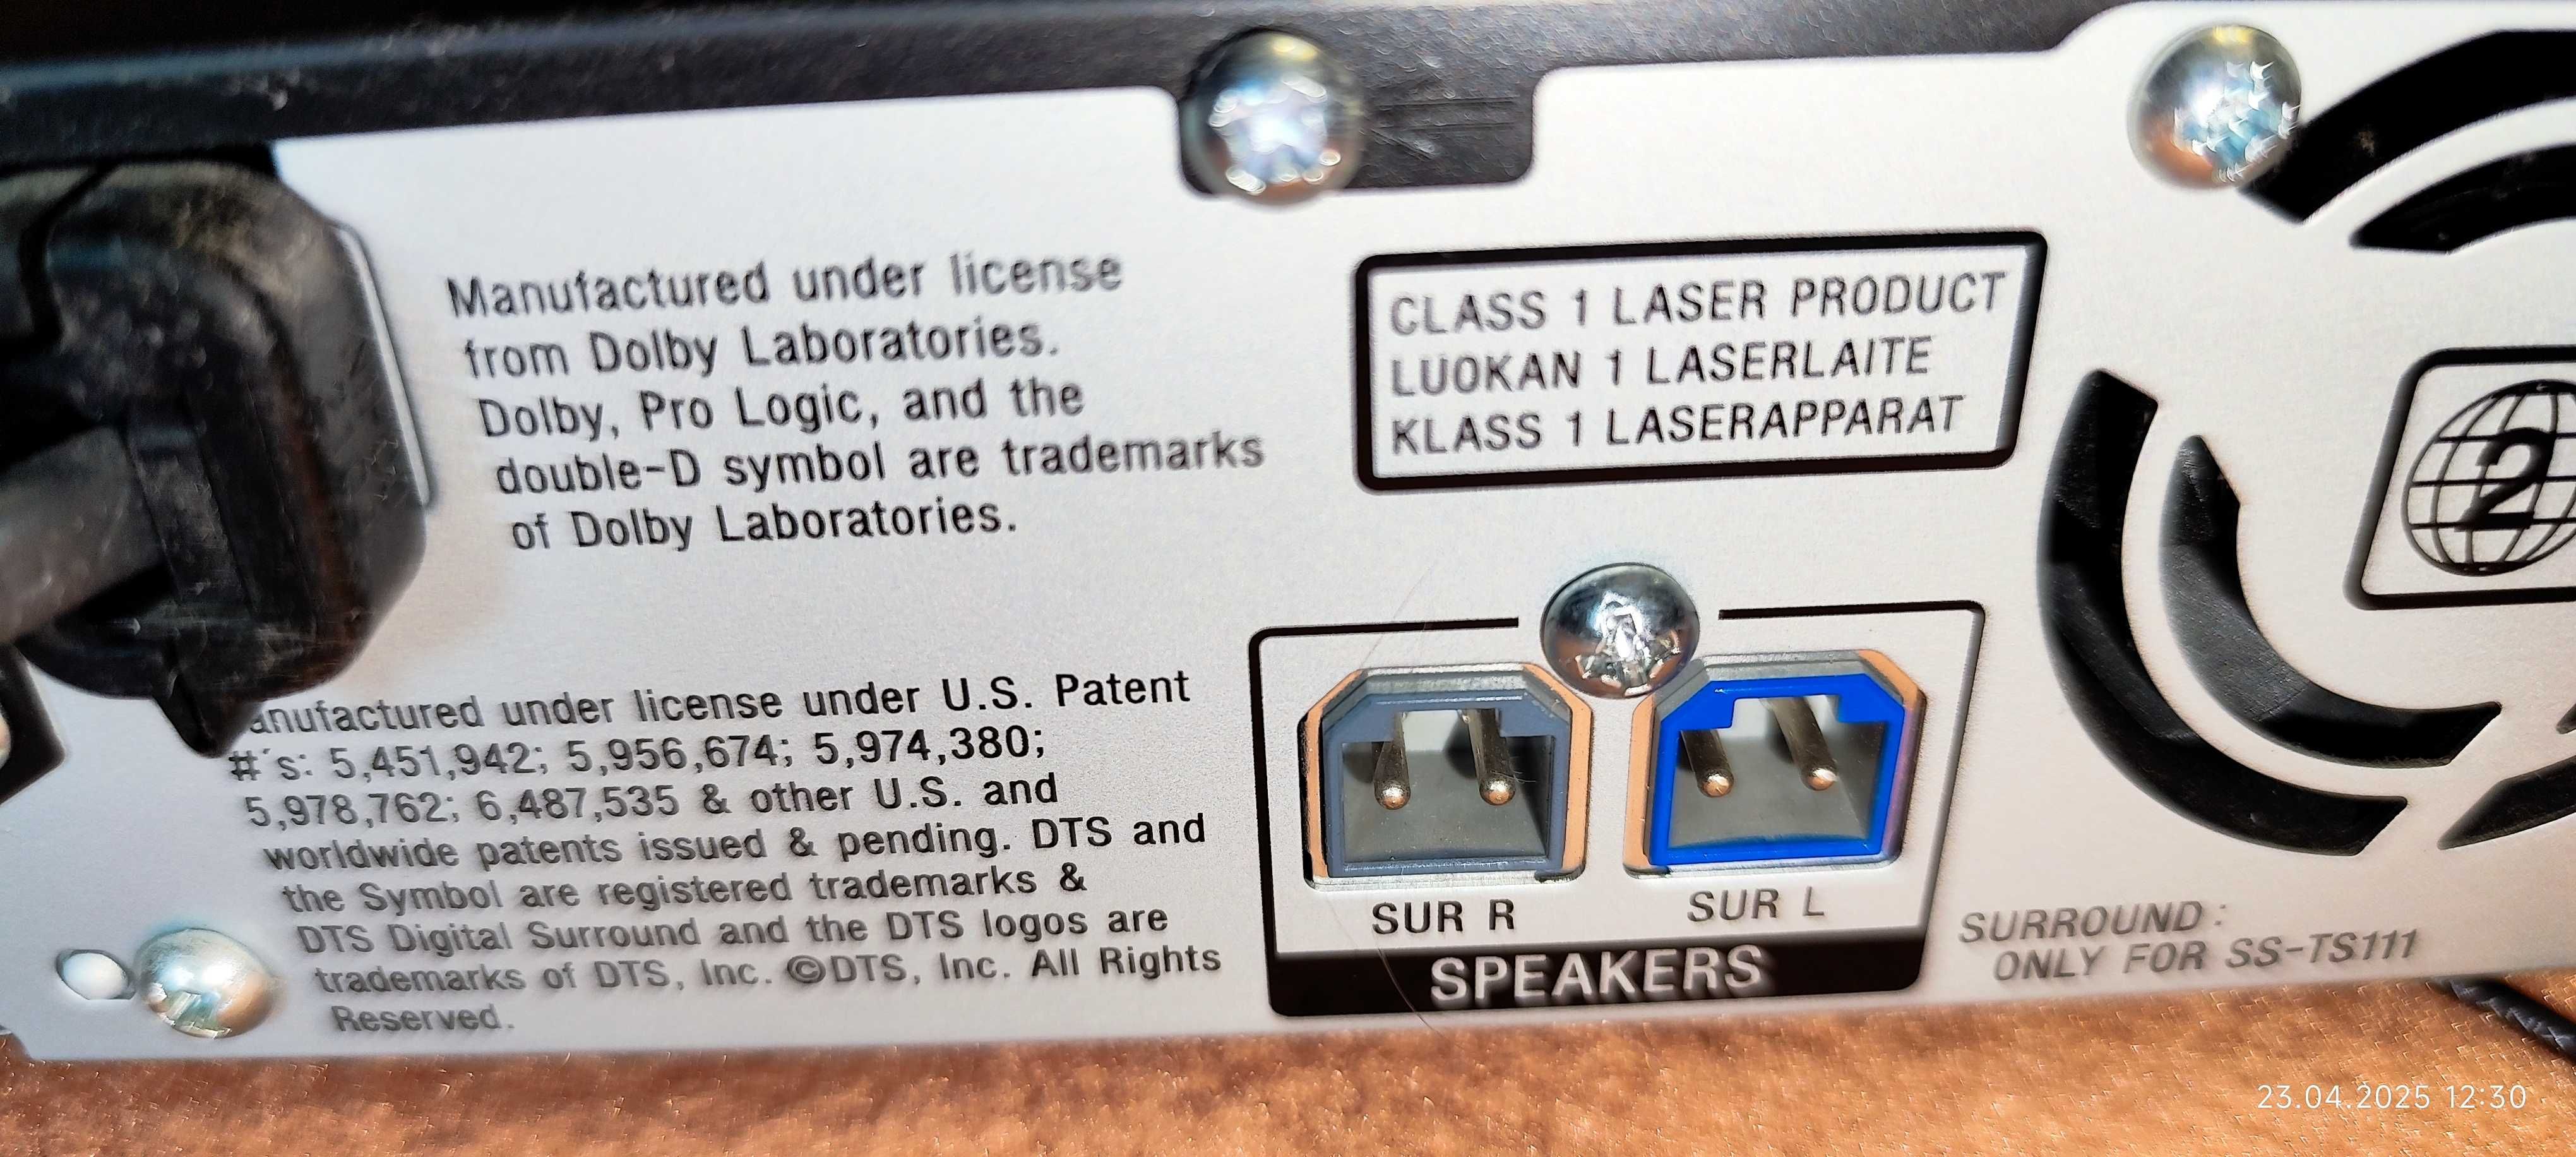 Manufactured under license
from Dolby Laboratories.
Dolby, Pro Logic, and the
double-D symbol are trademarks
of Dolby Laboratories.
anufactured under license under U.S. Patent
#´s: 5,451,942; 5,956,674; 5,974,380;
5,978,762; 6,487,535 & other U.S. and
worldwide patents issued & pending. DTS and
the Symbol are registered trademarks &
DTS Digital Surround and the DTS logos are
trademarks of DTS, Inc. ©DTS, Inc. All Rights
Reserved.
CLASS 1 LASER PRODUCT
LUOKAN 1 LASERLAITE
KLASS 1 LASERAPPARAT
2
SUR R
SUR L
SPEAKERS
SURROUND:
ONLY FOR SS-TS111
23.04.2025 12:30